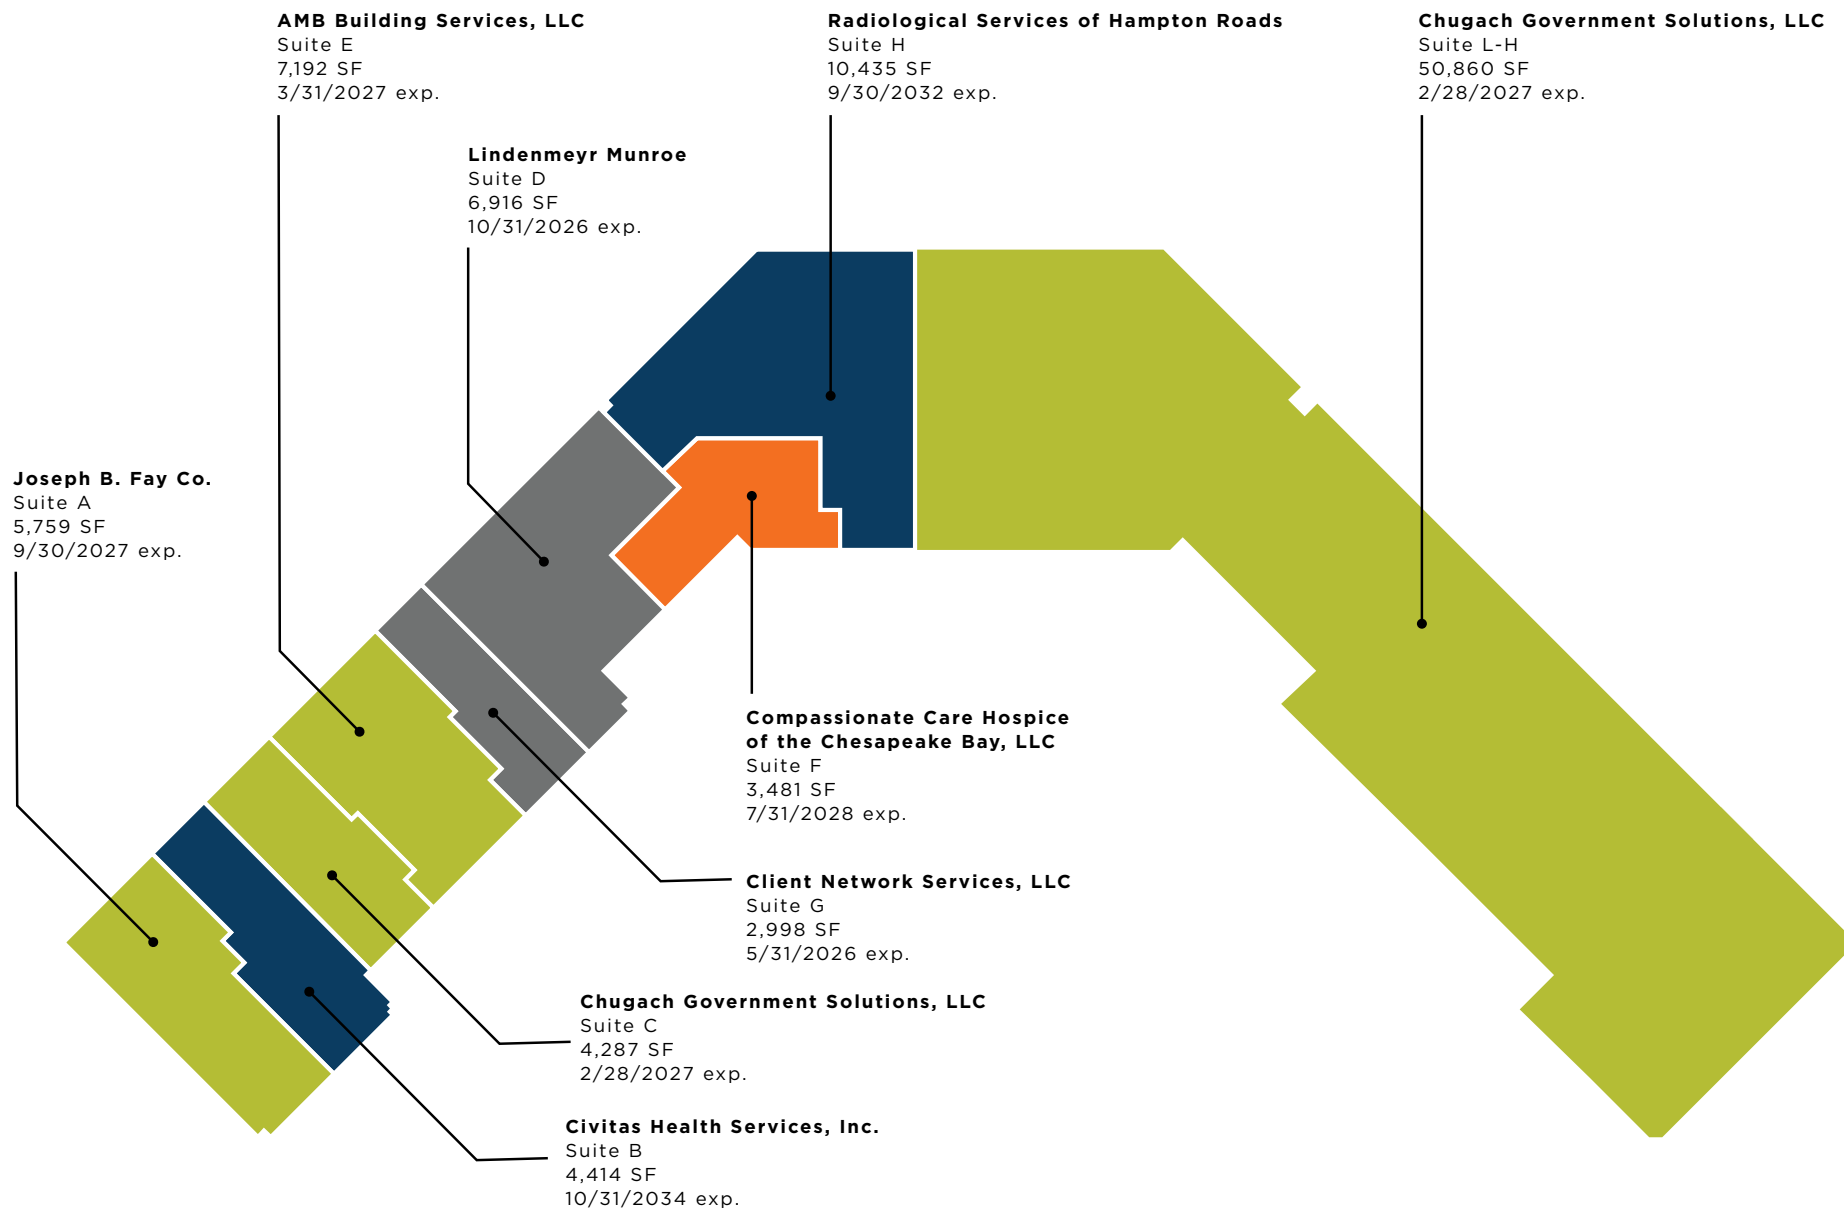 AMB Building Services, LLC
Suite E
7,192 SF
3/31/2027 exp.
Radiological Services of Hampton Roads
Suite H
10,435 SF
9/30/2032 exp.
Chugach Government Solutions, LLC
Suite L-H
50,860 SF
2/28/2027 exp.
Lindenmeyr Munroe
Suite D
6,916 SF
10/31/2026 exp.
Joseph B. Fay Co.
Suite A
5,759 SF
9/30/2027 exp.
Compassionate Care Hospice
of the Chesapeake Bay, LLC
Suite F
3,481 SF
7/31/2028 exp.
Client Network Services, LLC
Suite G
2,998 SF
5/31/2026 exp.
Chugach Government Solutions, LLC
Suite C
4,287 SF
2/28/2027 exp.
Civitas Health Services, Inc.
Suite B
4,414 SF
10/31/2034 exp.